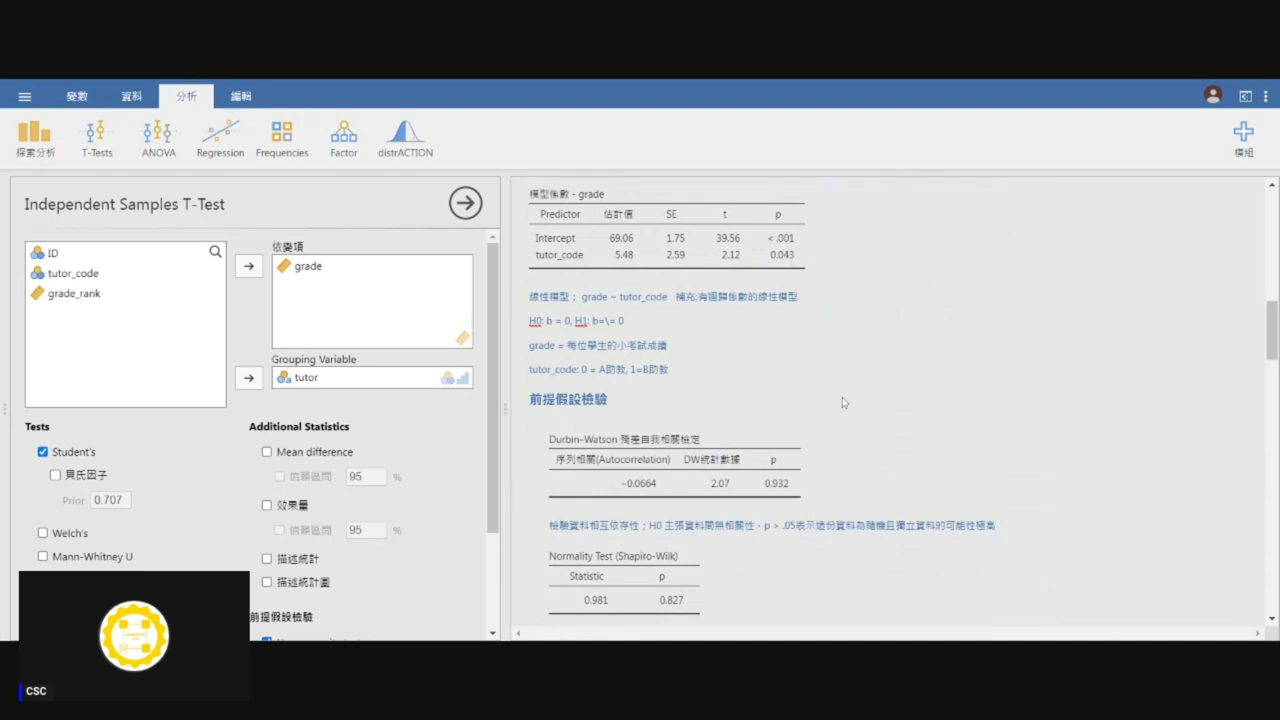 變數 資料 分析 編輯
探索分析 T-Tests ANOVA Regression Frequencies Factor distrACTION 模組
Independent Samples T-Test
ID
tutor_code
grade_rank
依變項
grade
Grouping Variable
tutor
Tests
Student's
貝氏因子
Prior 0.707
Welch's
Mann-Whitney U
Additional Statistics
Mean difference
信賴區間 95 %
效果量
信賴區間 95 %
描述統計
描述統計圖
前提假設檢驗
模型係數 - grade
Predictor 估計值 SE t p
Intercept 69.06 1.75 39.56 < .001
tutor_code 5.48 2.59 2.12 0.043
線性模型： grade ~ tutor_code 補充:有迴歸係數的線性模型
H0: b = 0, H1: b=\= 0
grade = 每位學生的小考試成績
tutor_code: 0 = A助教, 1=B助教
前提假設檢驗
Durbin–Watson 殘差自我相關檢定
序列相關(Autocorrelation) DW統計數據 p
−0.0664 2.07 0.932
檢驗資料相互依存性；H0 主張資料間無相關性，p > .05表示這份資料為隨機且獨立資料的可能性極高
Normality Test (Shapiro-Wilk)
Statistic p
0.981 0.827
CSC